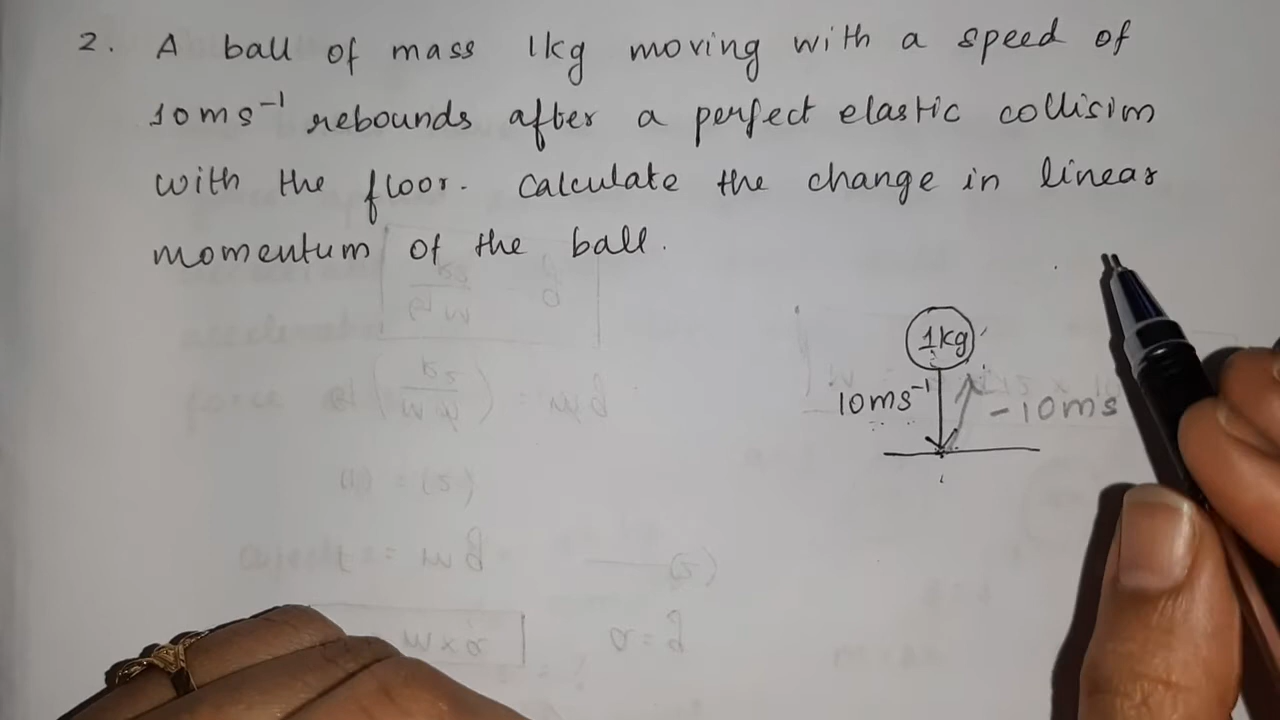 2. A ball of mass 1kg moving with a speed of
10ms⁻¹ rebounds after a perfect elastic collision
with the floor. Calculate the change in linear
momentum of the ball.
1kg
10ms⁻¹
-10ms